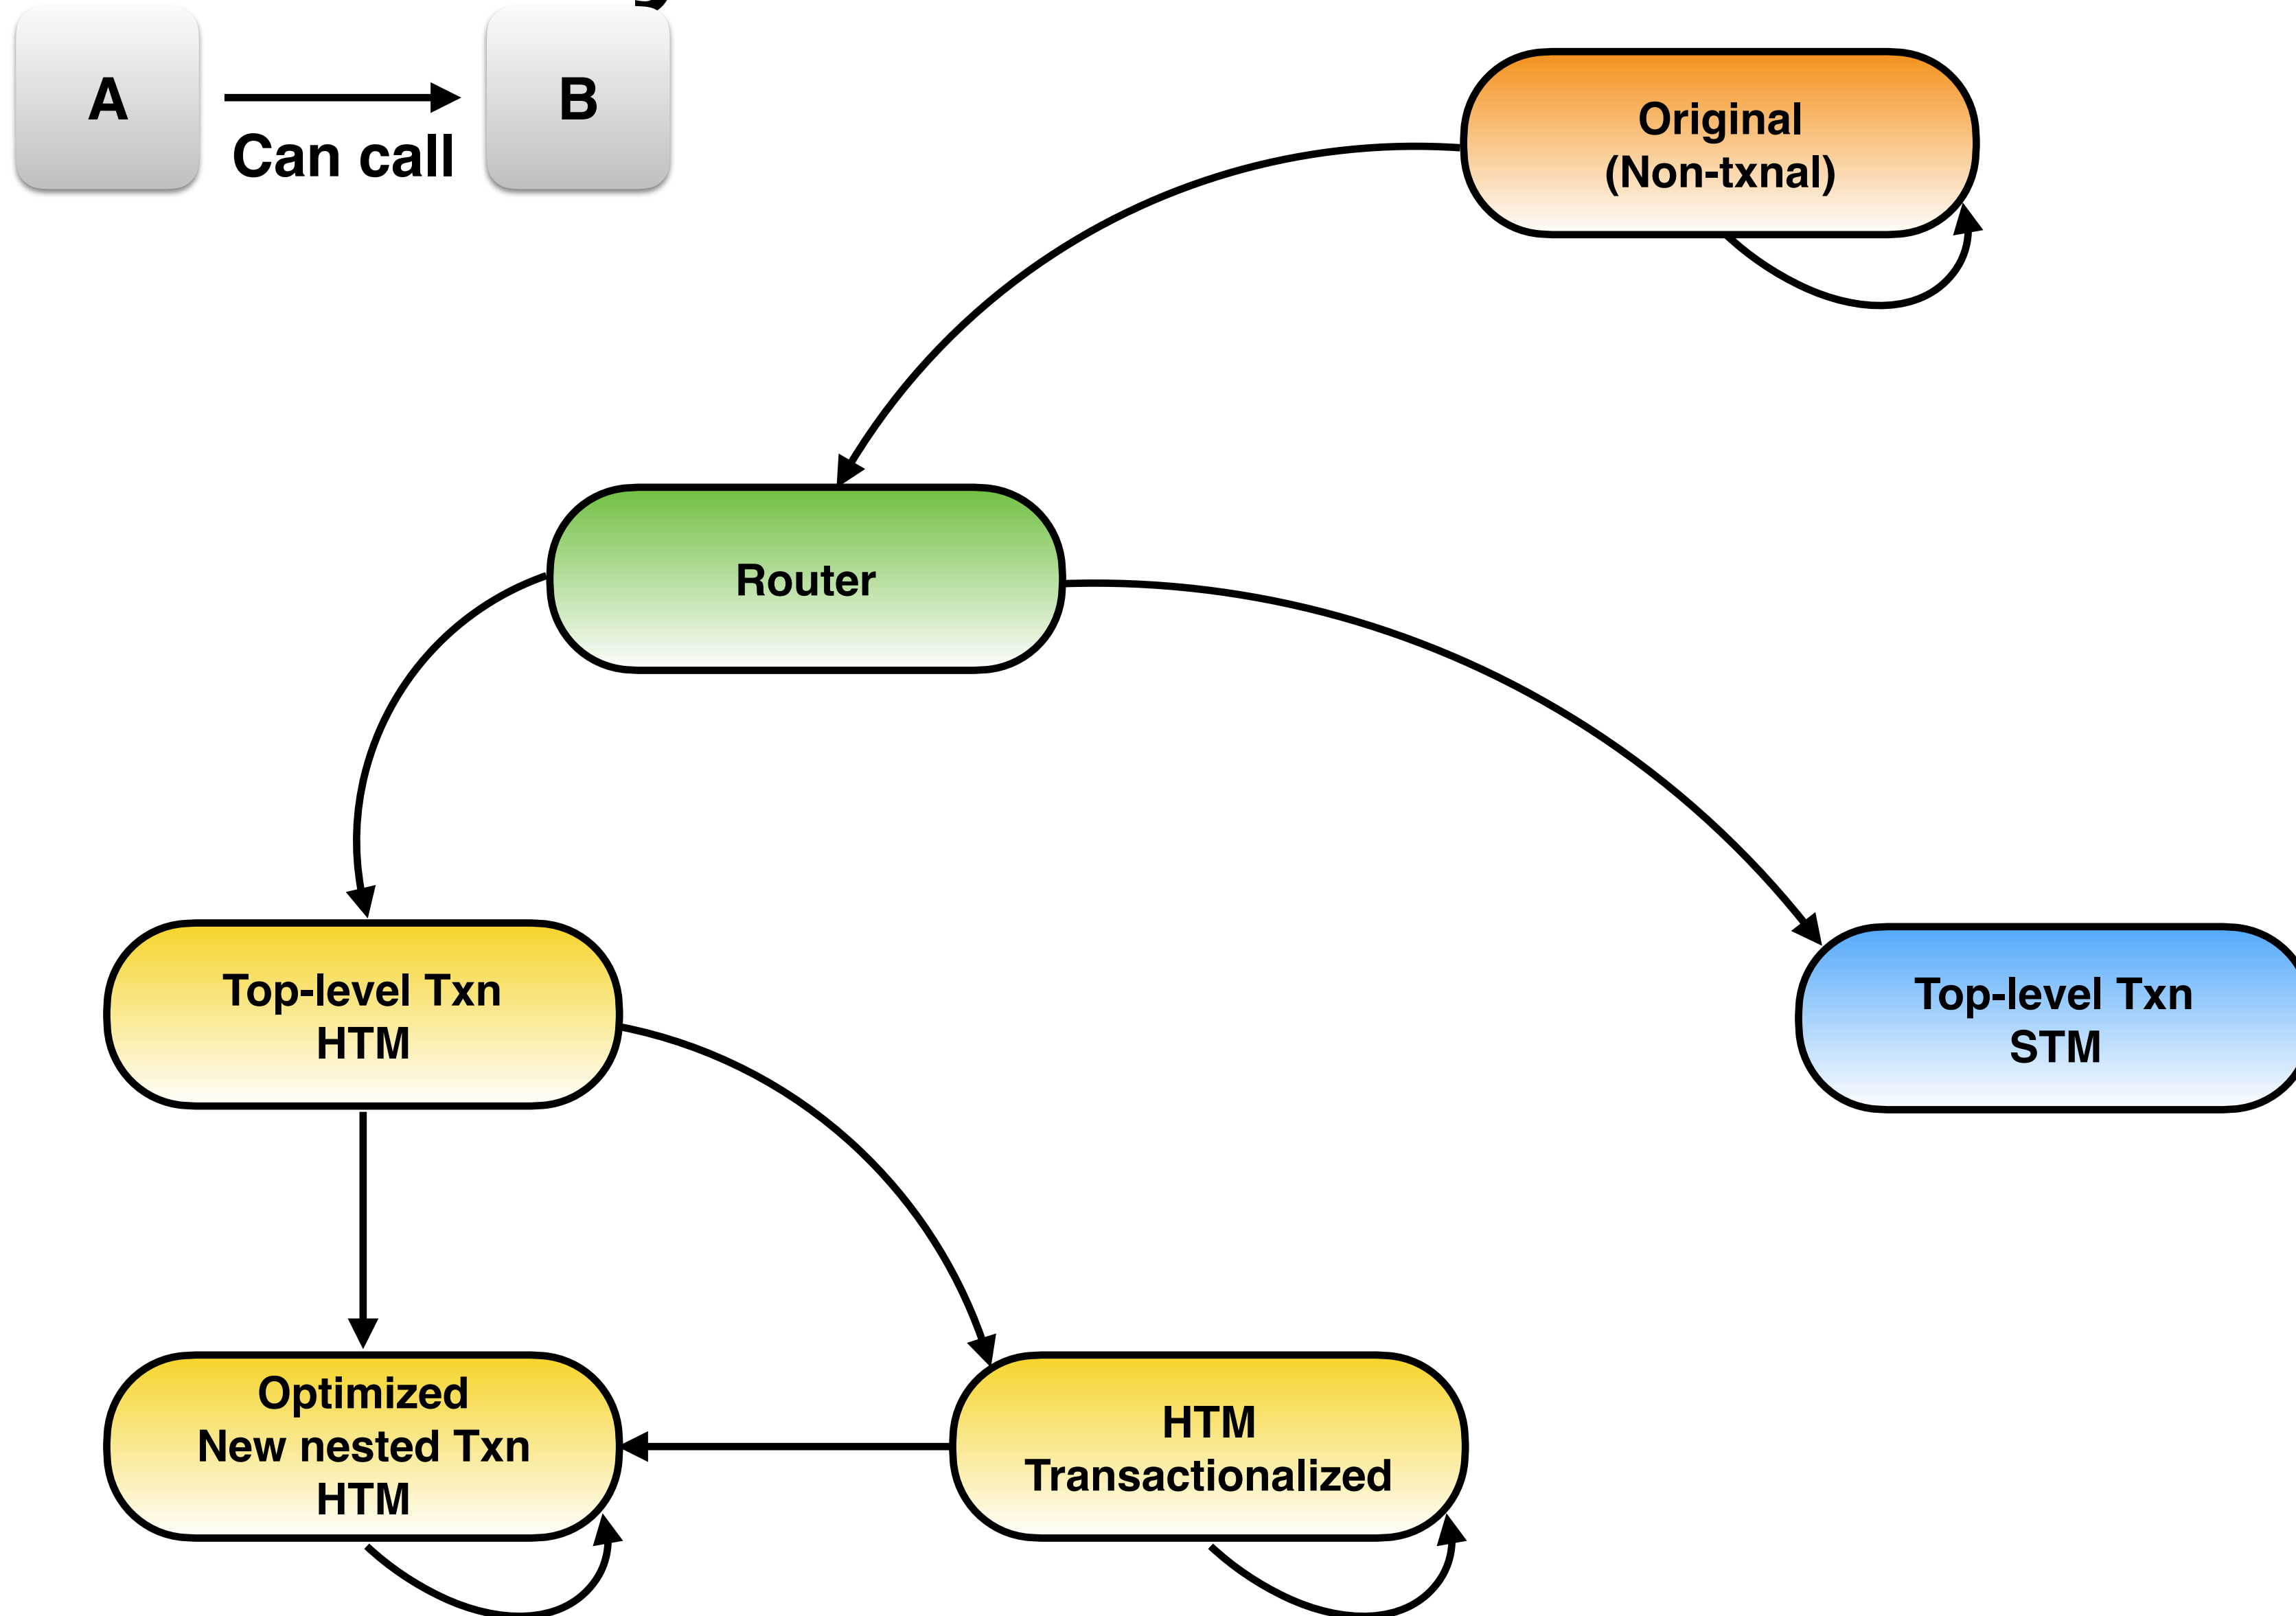 A
B
Can call
Original
(Non-txnal)
Router
Top-level Txn
HTM
Top-level Txn
STM
Optimized
New nested Txn
HTM
HTM
Transactionalized